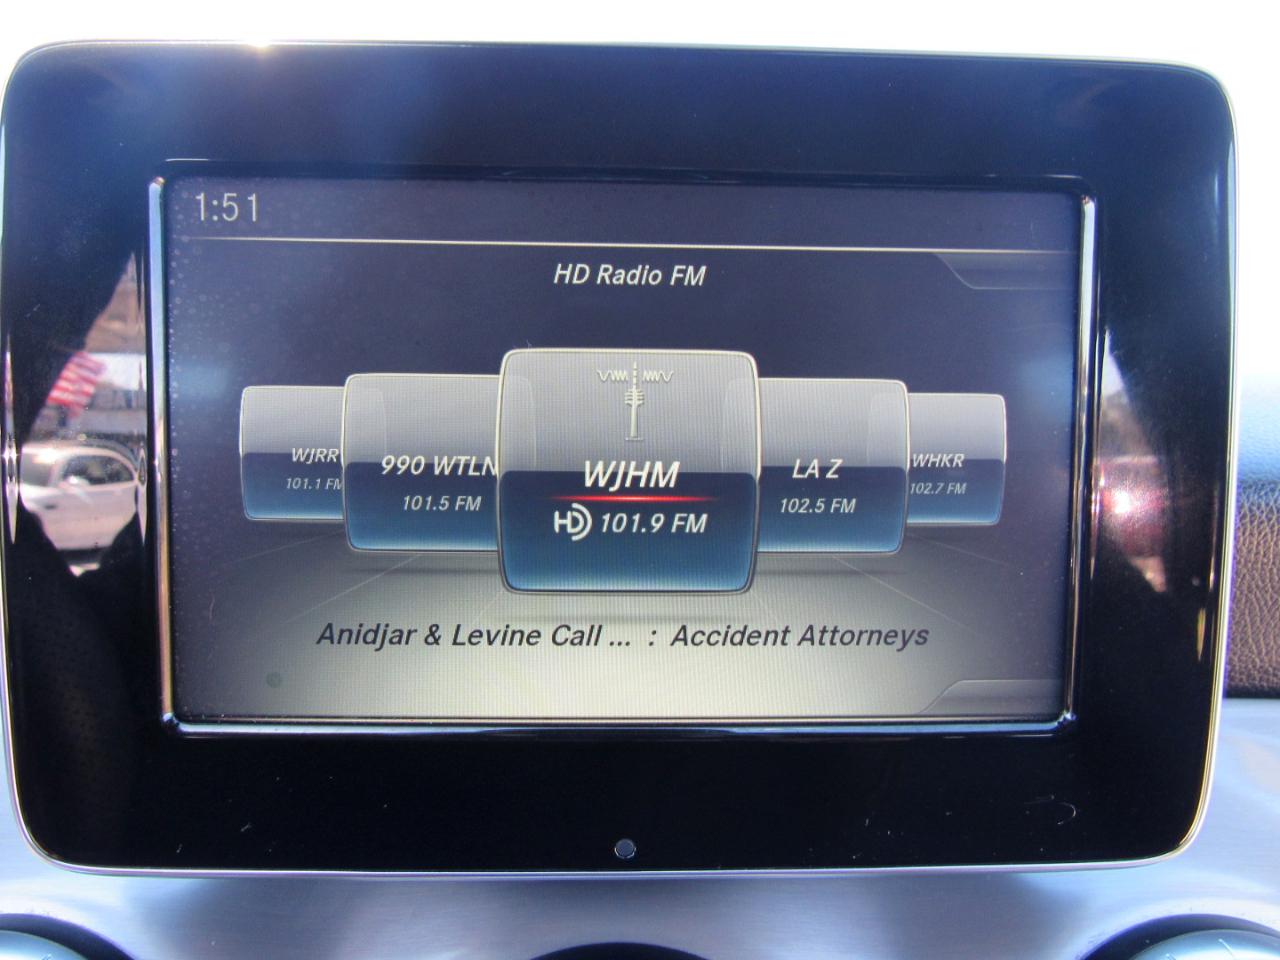 1:51
HD Radio FM
WJRR
101.1 FM
990 WTLN
101.5 FM
WJHM
HD 101.9 FM
LA Z
102.5 FM
WHKR
102.7 FM
Anidjar & Levine Call ... : Accident Attorneys